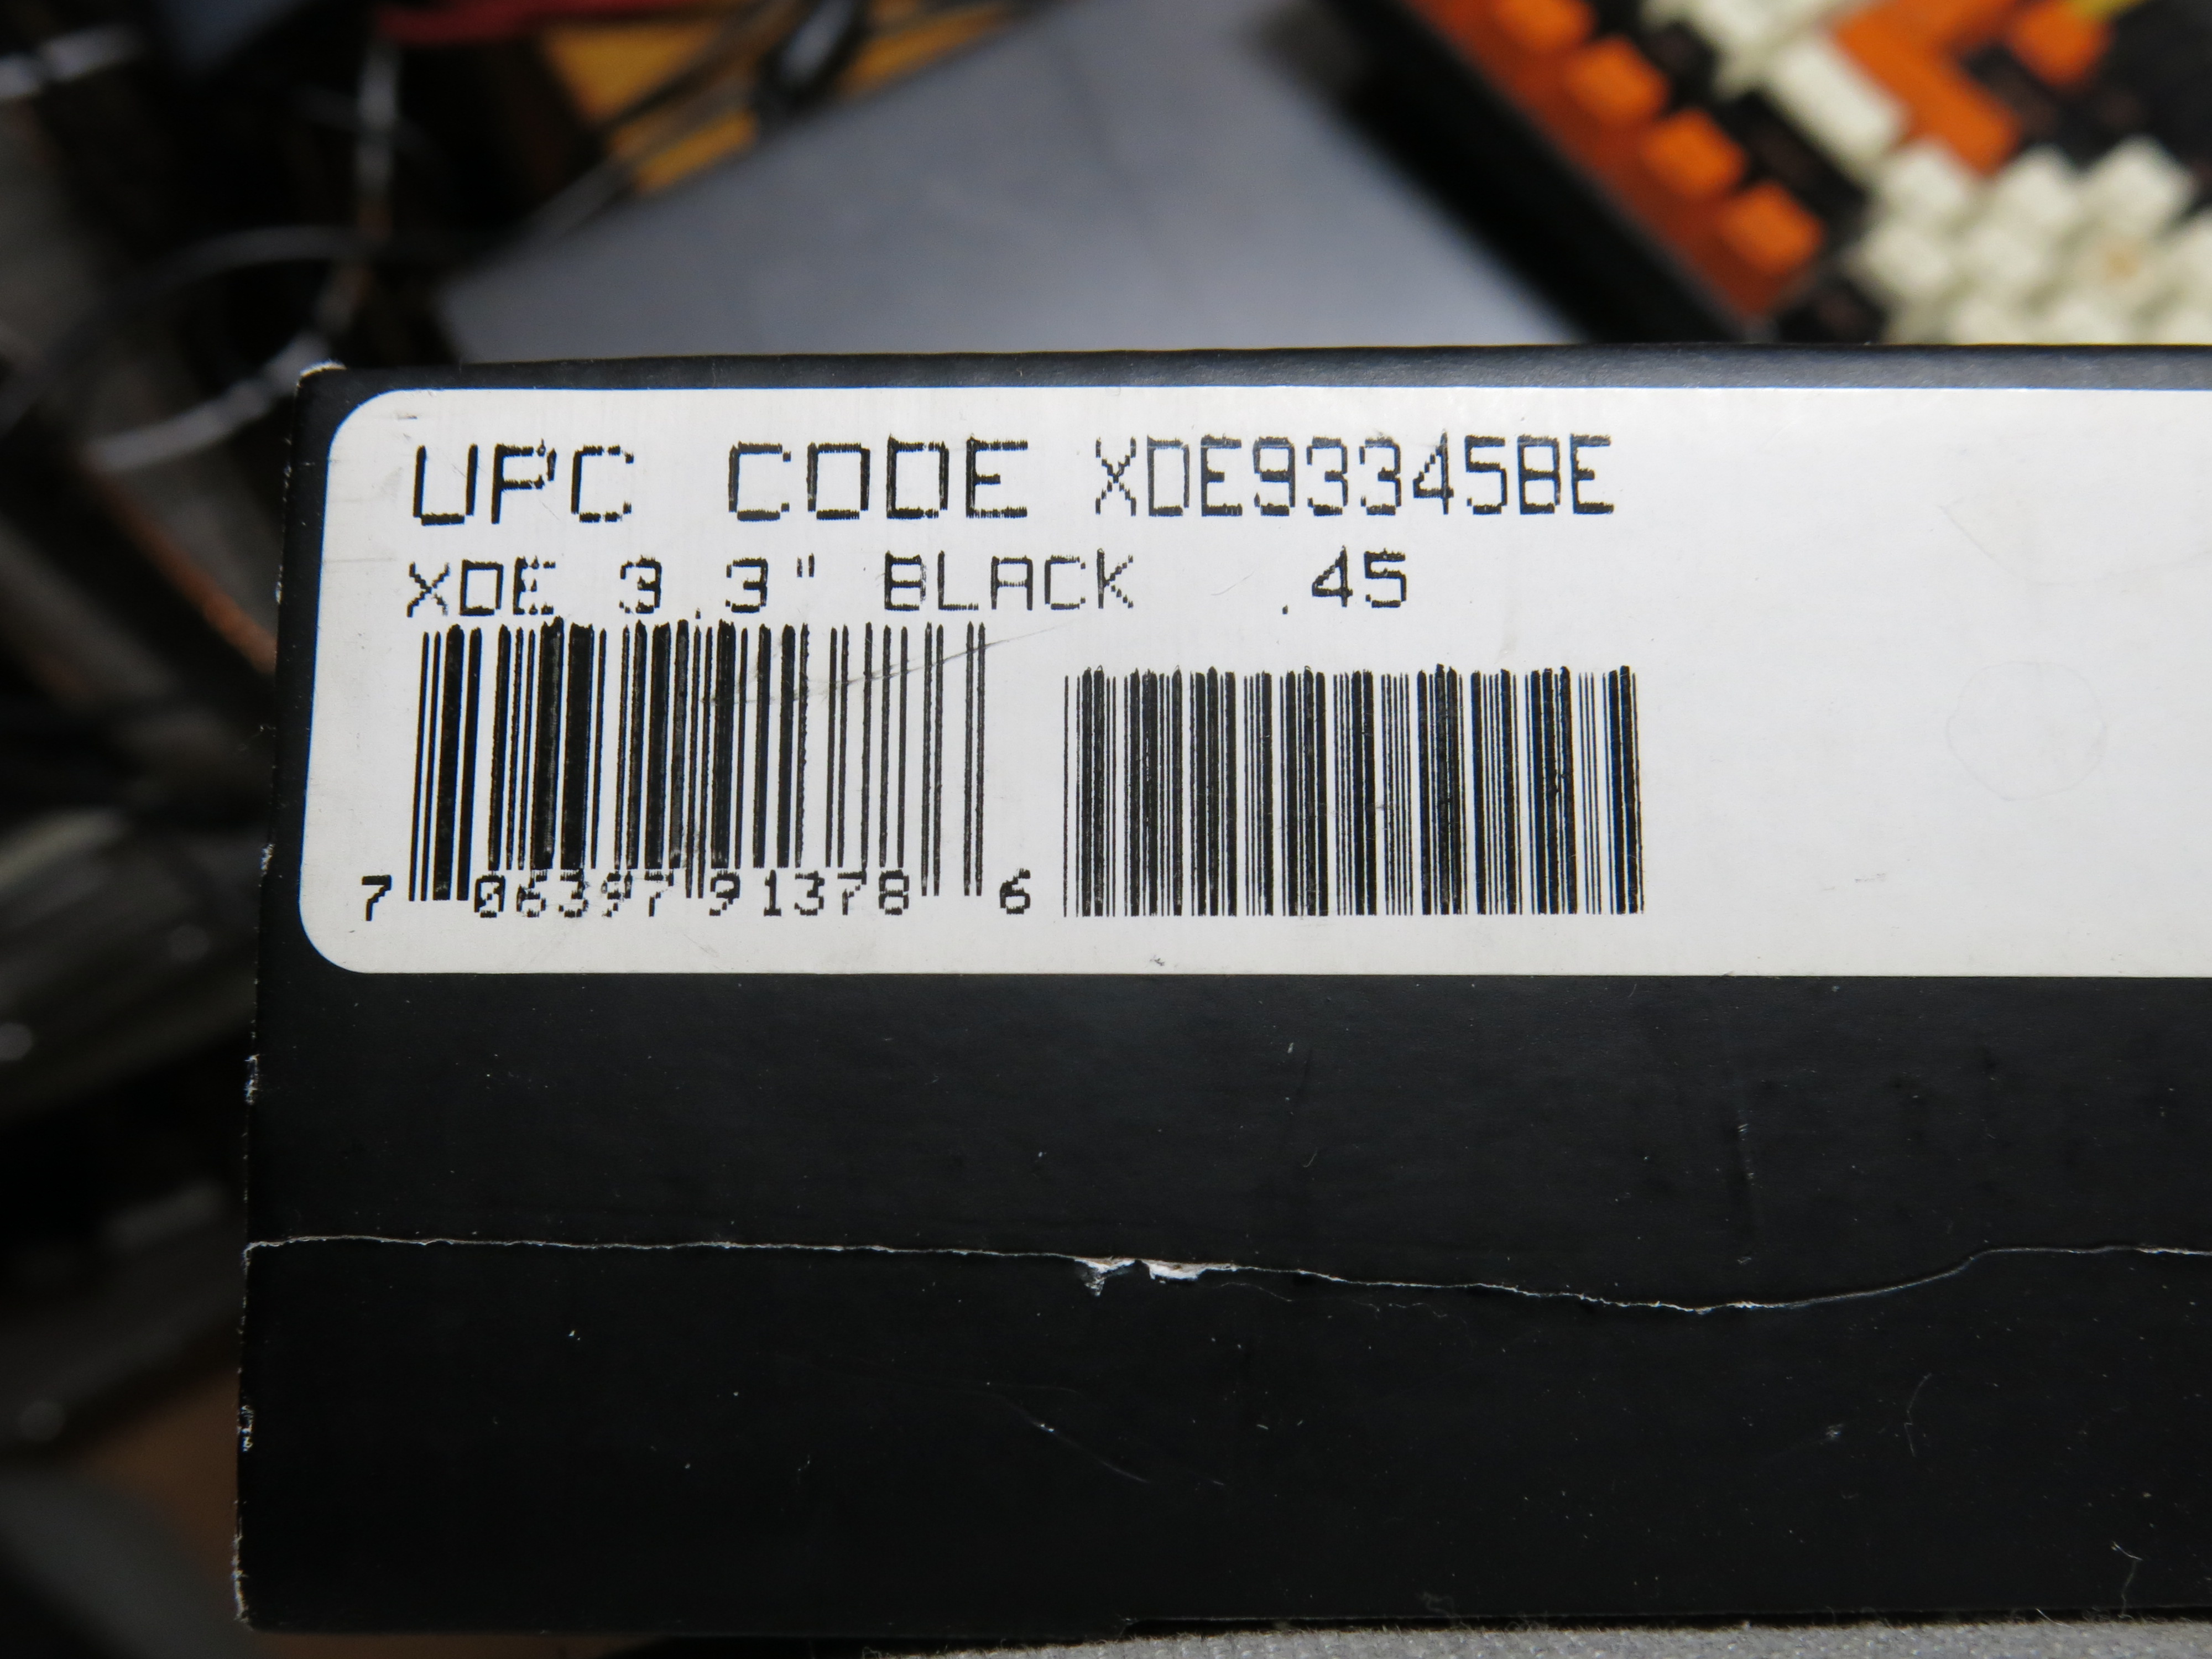 UPC CODE XDE93345BE
XDE 3.3" BLACK .45
7 06397 91378 6